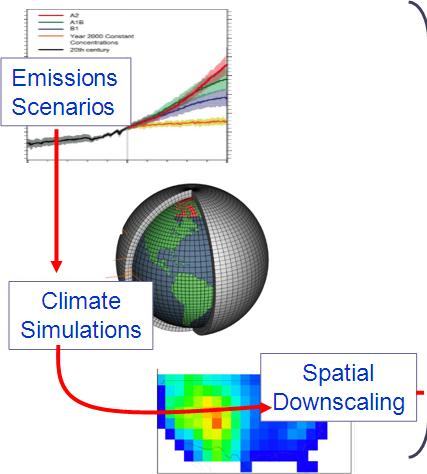 A2
A1B
B1
Year 2000 Constant
Concentrations
20th century
Emissions
Scenarios
Climate
Simulations
Spatial
Downscaling